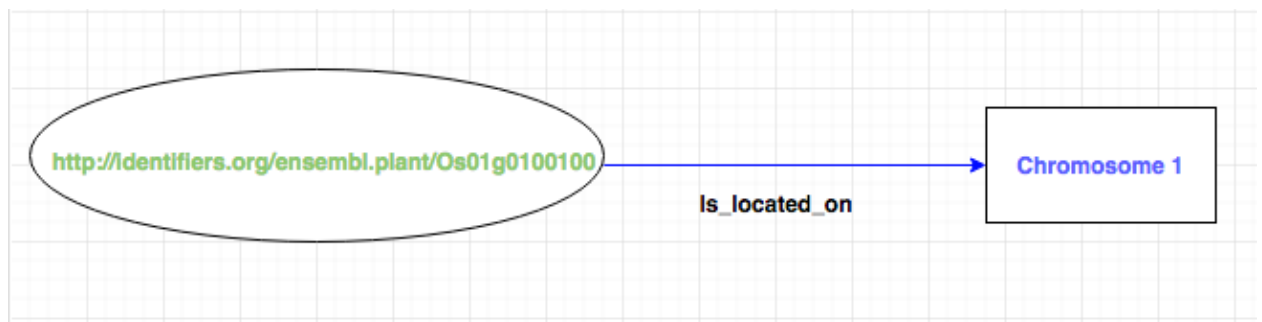 http://identifiers.org/ensembl.plant/Os01g0100100
Is_located_on
Chromosome 1